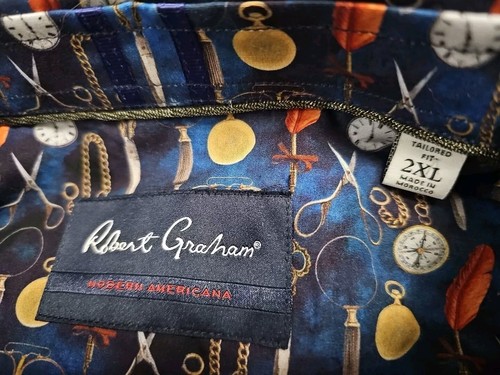 TAILORED
FIT
2XL
MADE IN
MOROCCO
Robert Graham®
MODERN AMERICANA